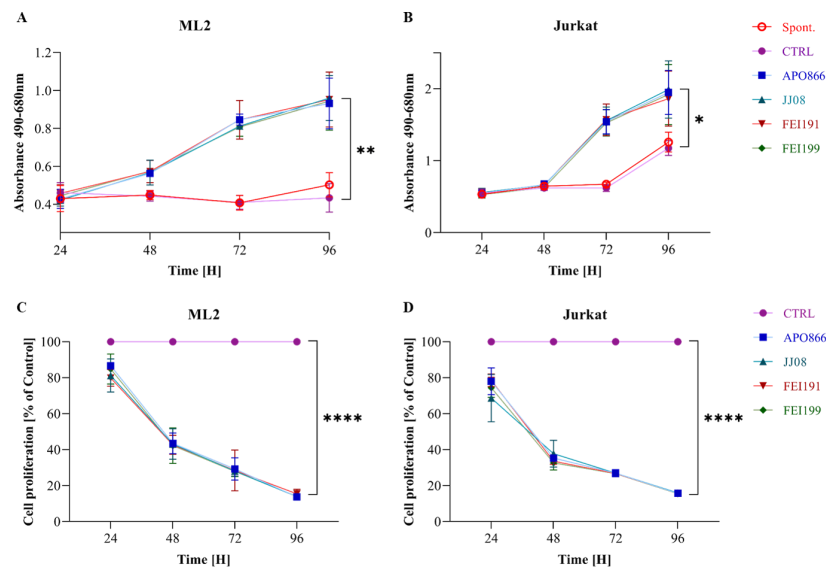 A
ML2
Absorbance 490-680nm
1.2
1.0
0.8
0.6
0.4
24
48
72
96
Time [H]
**
B
Jurkat
Absorbance 490-680nm
2
1
0
24
48
72
96
Time [H]
*
Spont.
CTRL
APO866
JJ08
FEI191
FEI199
C
ML2
Cell proliferation [% of Control]
100
80
60
40
20
0
24
48
72
96
Time [H]
****
D
Jurkat
Cell proliferation [% of Control]
100
80
60
40
20
0
24
48
72
96
Time [H]
****
CTRL
APO866
JJ08
FEI191
FEI199